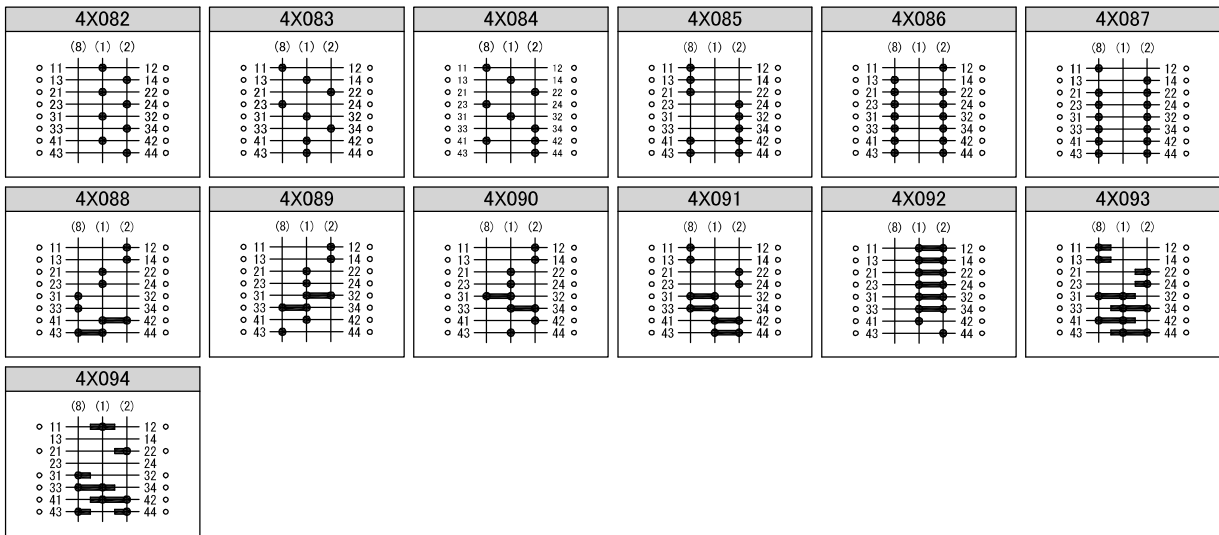 4X082 4X083 4X084 4X085 4X086 4X087
(8) (1) (2) (8) (1) (2) (8) (1) (2) (8) (1) (2) (8) (1) (2) (8) (1) (2)
11 12 11 12 11 12 11 12 11 12 11 12
13 14 13 14 13 14 13 14 13 14 13 14
21 22 21 22 21 22 21 22 21 22 21 22
23 24 23 24 23 24 23 24 23 24 23 24
31 32 31 32 31 32 31 32 31 32 31 32
33 34 33 34 33 34 33 34 33 34 33 34
41 42 41 42 41 42 41 42 41 42 41 42
43 44 43 44 43 44 43 44 43 44 43 44
4X088 4X089 4X090 4X091 4X092 4X093
(8) (1) (2) (8) (1) (2) (8) (1) (2) (8) (1) (2) (8) (1) (2) (8) (1) (2)
11 12 11 12 11 12 11 12 11 12 11 12
13 14 13 14 13 14 13 14 13 14 13 14
21 22 21 22 21 22 21 22 21 22 21 22
23 24 23 24 23 24 23 24 23 24 23 24
31 32 31 32 31 32 31 32 31 32 31 32
33 34 33 34 33 34 33 34 33 34 33 34
41 42 41 42 41 42 41 42 41 42 41 42
43 44 43 44 43 44 43 44 43 44 43 44
4X094
(8) (1) (2)
11 12
13 14
21 22
23 24
31 32
33 34
41 42
43 44